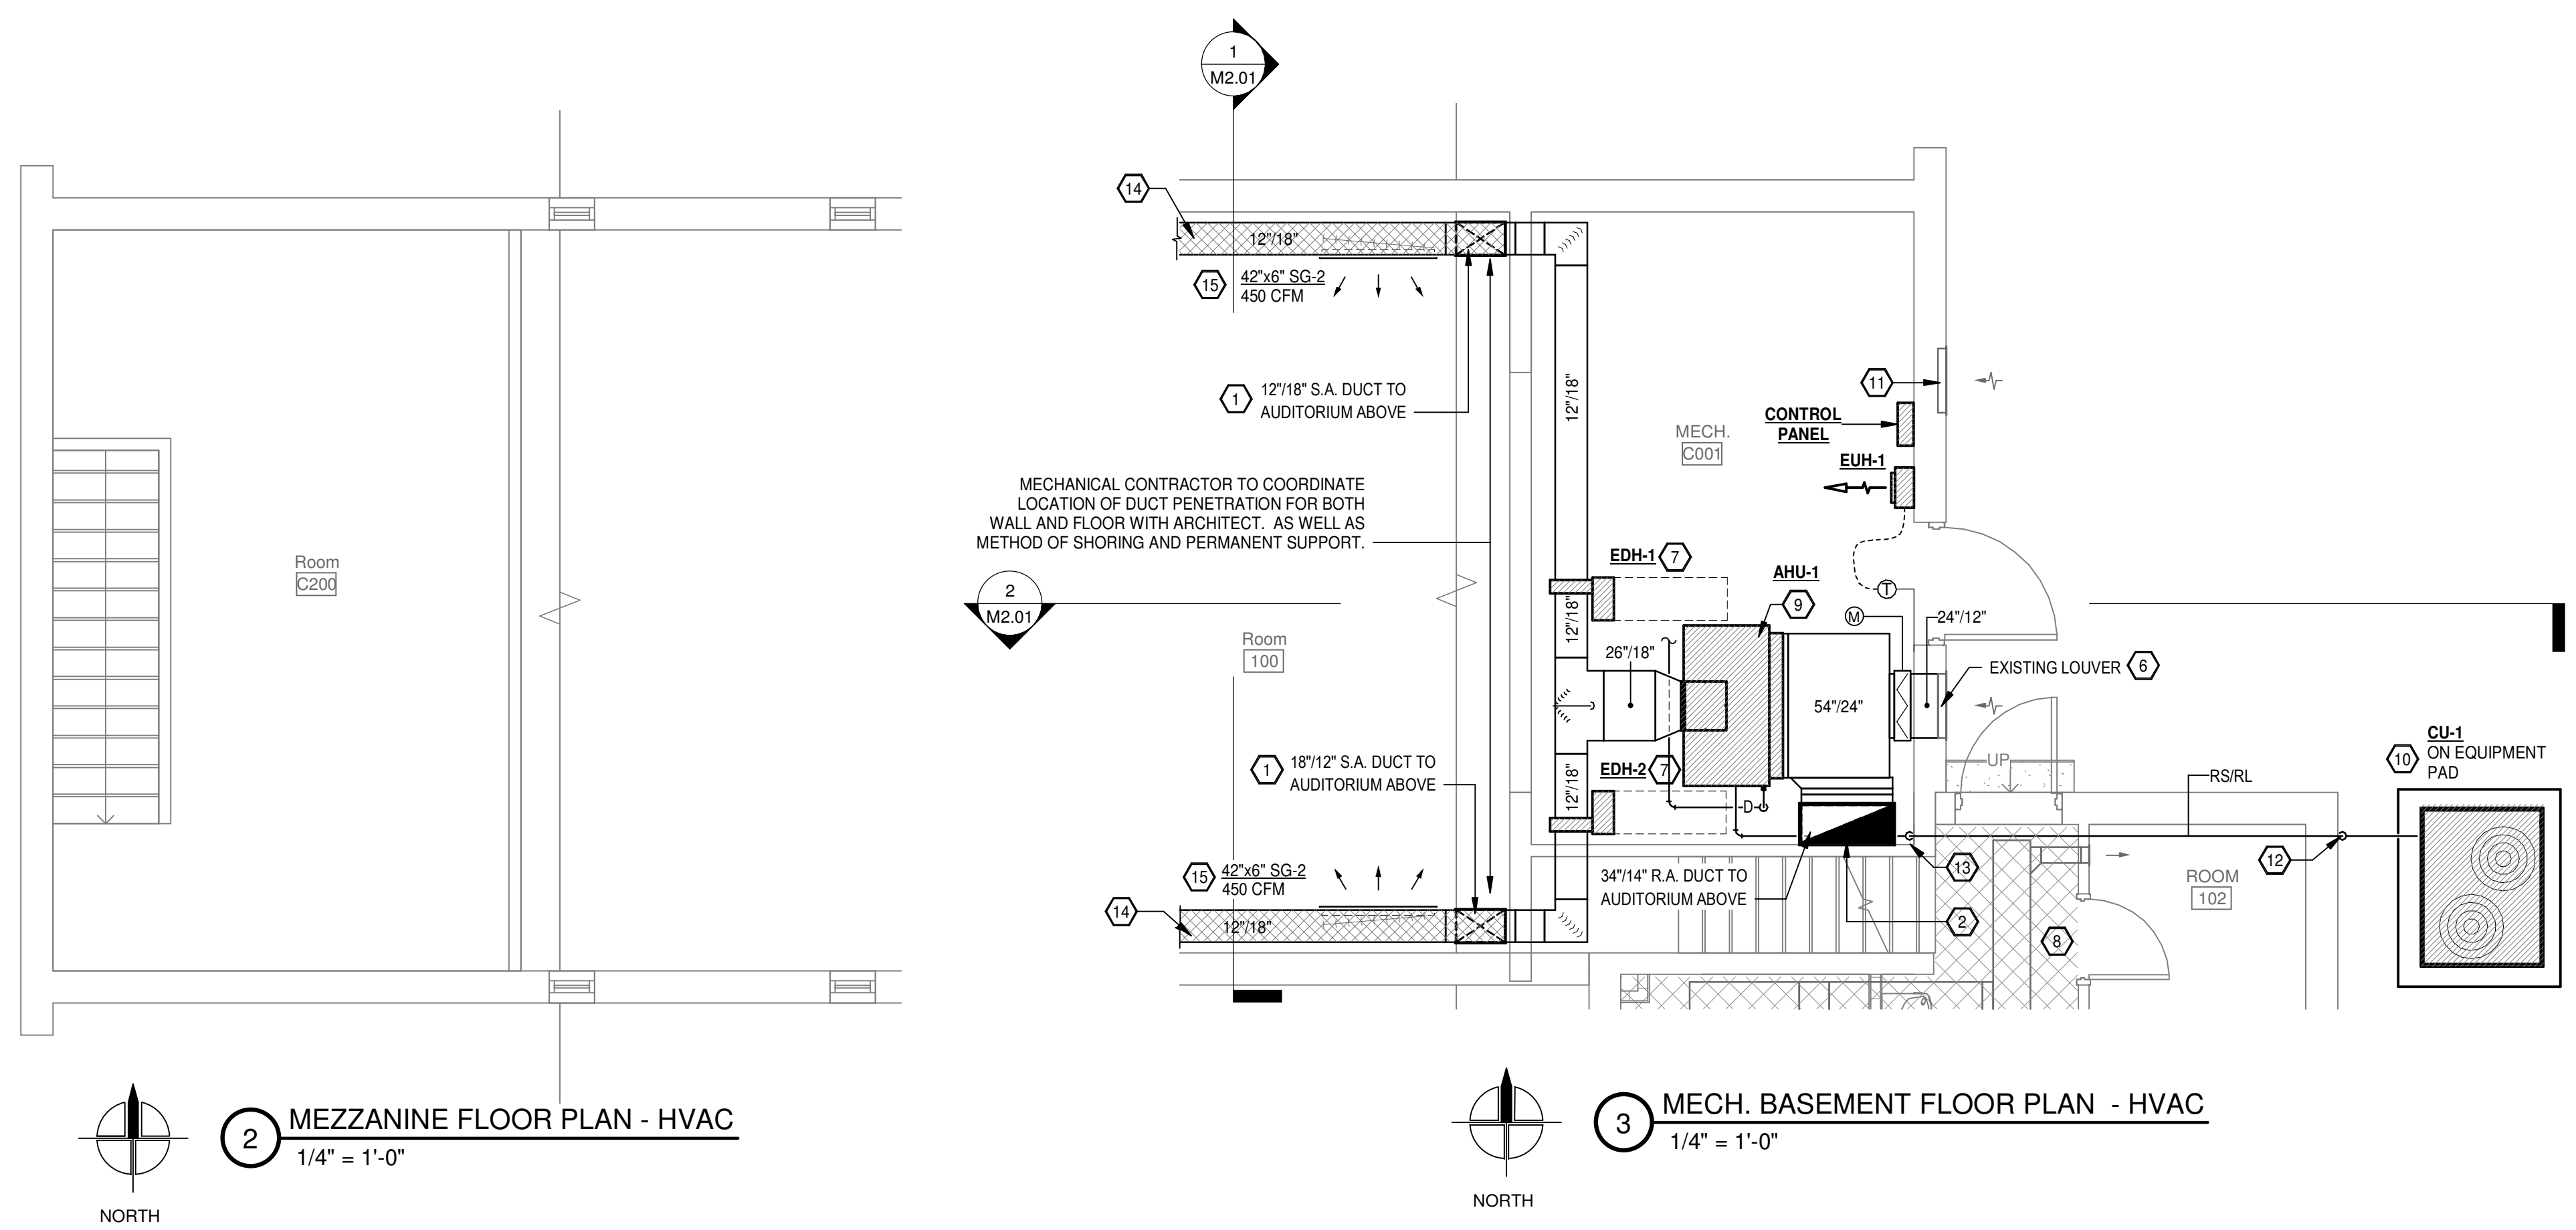 Room
C200
2
MEZZANINE FLOOR PLAN - HVAC
1/4" = 1'-0"
NORTH
1
M2.01
14
12"/18"
15
42"x6" SG-2
450 CFM
1
12"/18" S.A. DUCT TO
AUDITORIUM ABOVE
12"/18"
MECH.
C001
11
CONTROL
PANEL
EUH-1
MECHANICAL CONTRACTOR TO COORDINATE
LOCATION OF DUCT PENETRATION FOR BOTH
WALL AND FLOOR WITH ARCHITECT.  AS WELL AS
METHOD OF SHORING AND PERMANENT SUPPORT.
2
M2.01
EDH-1
7
AHU-1
9
T
M
24"/12"
12"/18"
Room
100
26"/18"
54"/24"
EXISTING LOUVER
6
1
18"/12" S.A. DUCT TO
AUDITORIUM ABOVE
EDH-2
7
12"/18"
D
UP
RS/RL
10
CU-1
ON EQUIPMENT
PAD
15
42"x6" SG-2
450 CFM
14
12"/18"
34"/14" R.A. DUCT TO
AUDITORIUM ABOVE
13
2
8
12
ROOM
102
3
MECH. BASEMENT FLOOR PLAN  - HVAC
1/4" = 1'-0"
NORTH